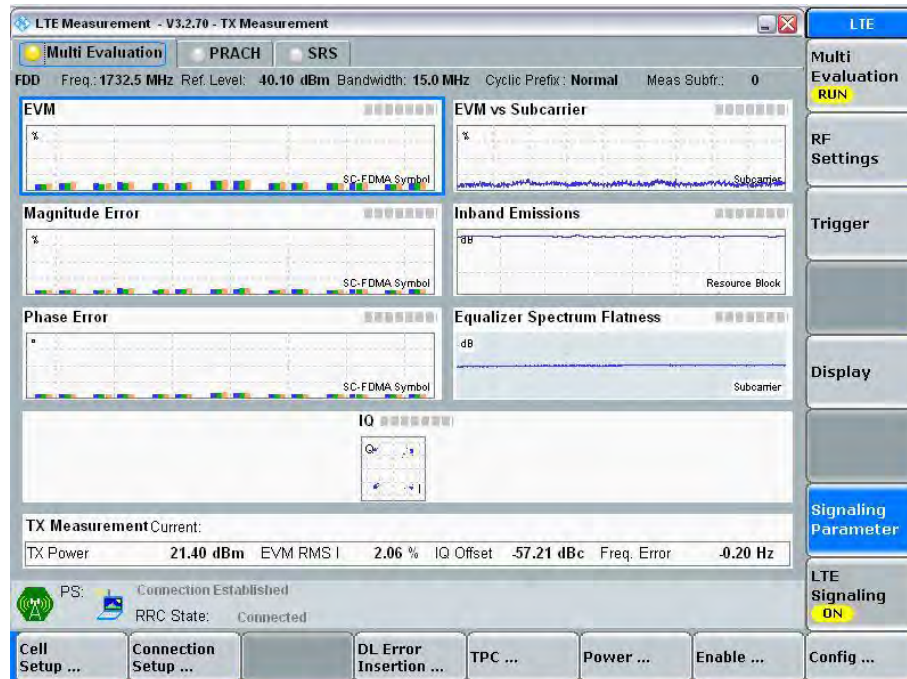 LTE Measurement - V3.2.70 - TX Measurement
LTE
Multi Evaluation PRACH SRS
FDD Freq.: 1732.5 MHz Ref. Level: 40.10 dBm Bandwidth: 15.0 MHz Cyclic Prefix : Normal Meas Subfr.: 0
EVM
%
SC-FDMA Symbol
EVM vs Subcarrier
%
Subcarrier
Magnitude Error
%
SC-FDMA Symbol
Inband Emissions
dB
Resource Block
Phase Error
°
SC-FDMA Symbol
Equalizer Spectrum Flatness
dB
Subcarrier
IQ
Q
I
TX Measurement Current:
TX Power 21.40 dBm EVM RMS l 2.06 % IQ Offset -57.21 dBc Freq. Error -0.20 Hz
PS: Connection Established
RRC State: Connected
Multi
Evaluation
RUN
RF
Settings
Trigger
Display
Signaling
Parameter
LTE
Signaling
ON
Cell
Setup ...
Connection
Setup ...
DL Error
Insertion ...
TPC ...
Power ...
Enable ...
Config ...